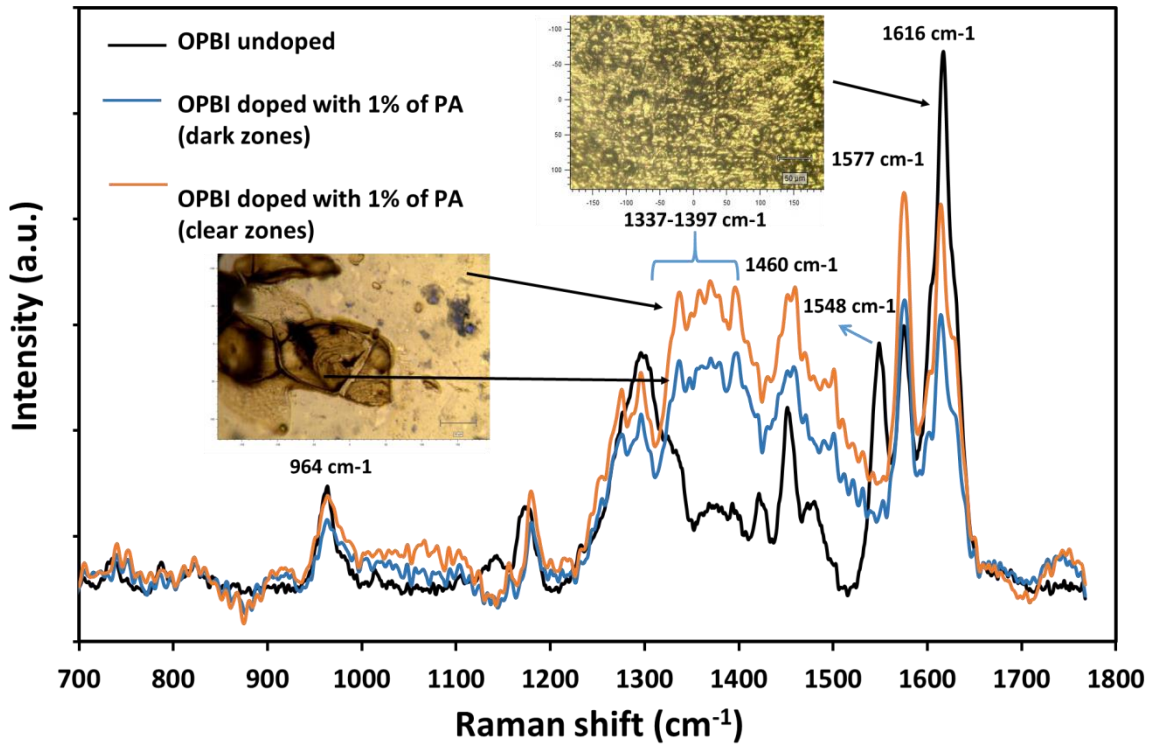 OPBI undoped
OPBI doped with 1% of PA
(dark zones)
OPBI doped with 1% of PA
(clear zones)
-100
-50
0
50
100
-150 -100 -50 0 50 100 150
50 µm
1616 cm-1
1577 cm-1
1337-1397 cm-1
1460 cm-1
1548 cm-1
964 cm-1
Intensity (a.u.)
700 800 900 1000 1100 1200 1300 1400 1500 1600 1700 1800
Raman shift (cm⁻¹)